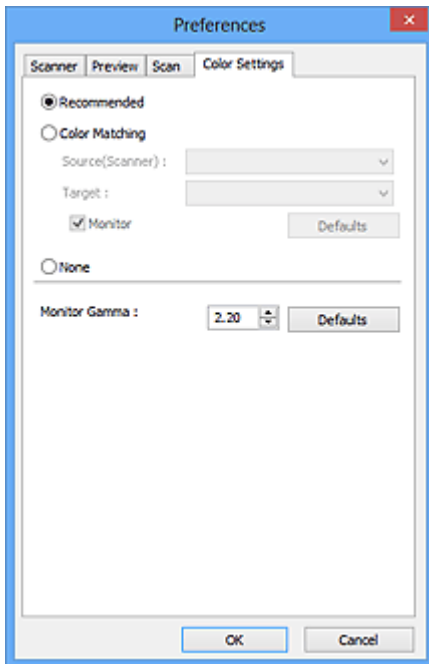 Preferences
Scanner Preview Scan Color Settings
Recommended
Color Matching
Source(Scanner) :
Target :
Monitor Defaults
None
Monitor Gamma : 2.20 Defaults
OK Cancel